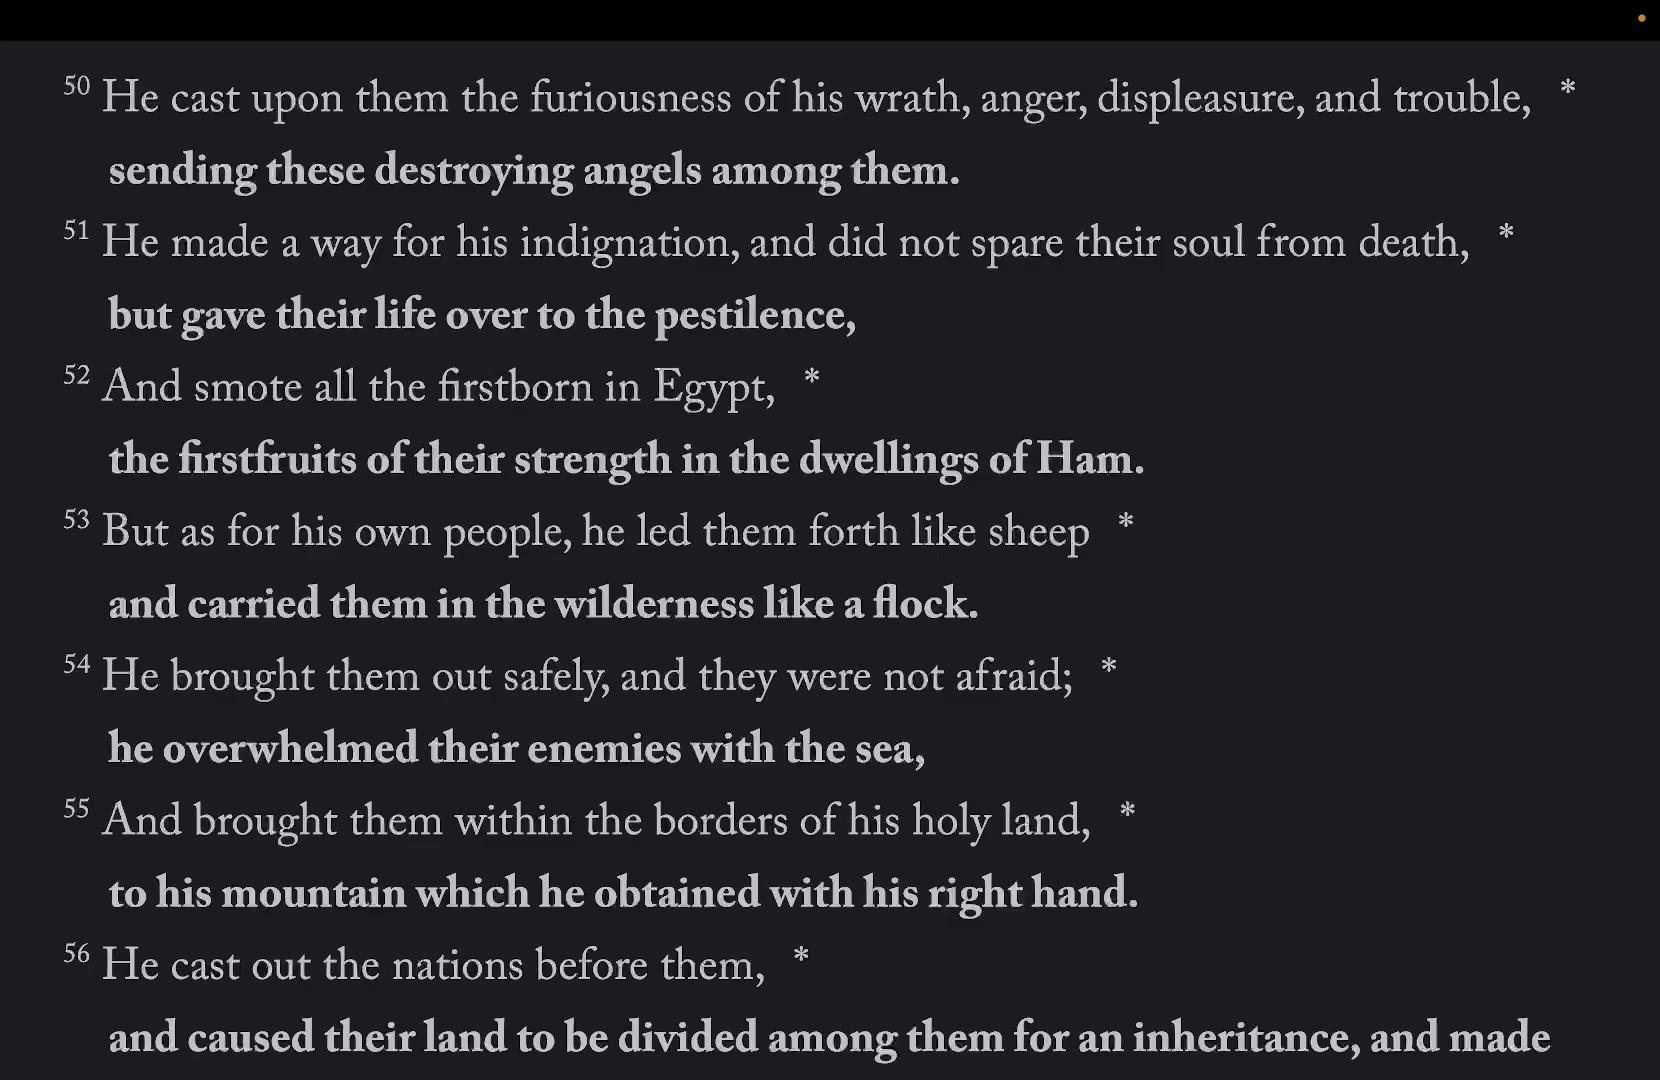 50 He cast upon them the furiousness of his wrath, anger, displeasure, and trouble, *
sending these destroying angels among them.
51 He made a way for his indignation, and did not spare their soul from death, *
but gave their life over to the pestilence,
52 And smote all the firstborn in Egypt, *
the firstfruits of their strength in the dwellings of Ham.
53 But as for his own people, he led them forth like sheep *
and carried them in the wilderness like a flock.
54 He brought them out safely, and they were not afraid; *
he overwhelmed their enemies with the sea,
55 And brought them within the borders of his holy land, *
to his mountain which he obtained with his right hand.
56 He cast out the nations before them, *
and caused their land to be divided among them for an inheritance, and made